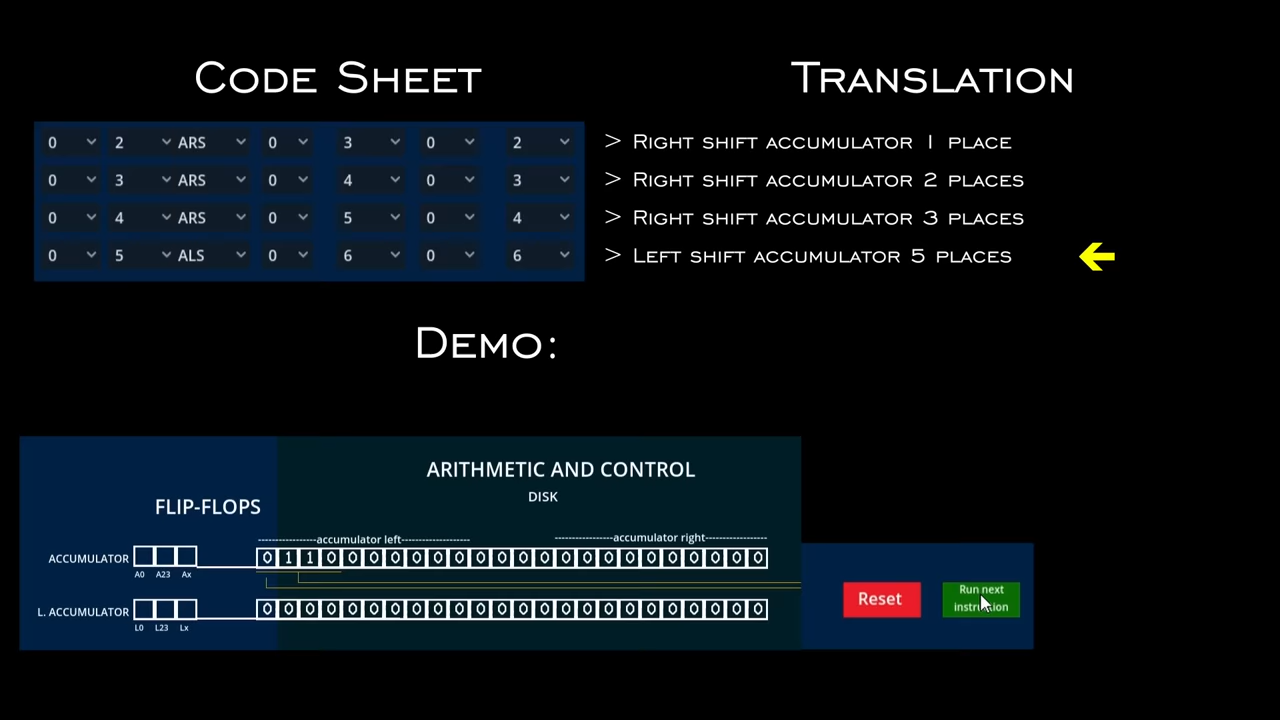 Code Sheet
Translation
0 2 ARS 0 3 0 2
> Right shift accumulator 1 place
0 3 ARS 0 4 0 3
> Right shift accumulator 2 places
0 4 ARS 0 5 0 4
> Right shift accumulator 3 places
0 5 ALS 0 6 0 6
> Left shift accumulator 5 places
Demo:
ARITHMETIC AND CONTROL
DISK
FLIP-FLOPS
accumulator left
accumulator right
ACCUMULATOR
0 1 1 0 0 0 0 0 0 0 0 0 0 0 0 0 0 0 0 0 0 0 0 0
A0 A23 Ax
L. ACCUMULATOR
0 0 0 0 0 0 0 0 0 0 0 0 0 0 0 0 0 0 0 0 0 0 0 0
L0 L23 Lx
Reset
Run next
instruction